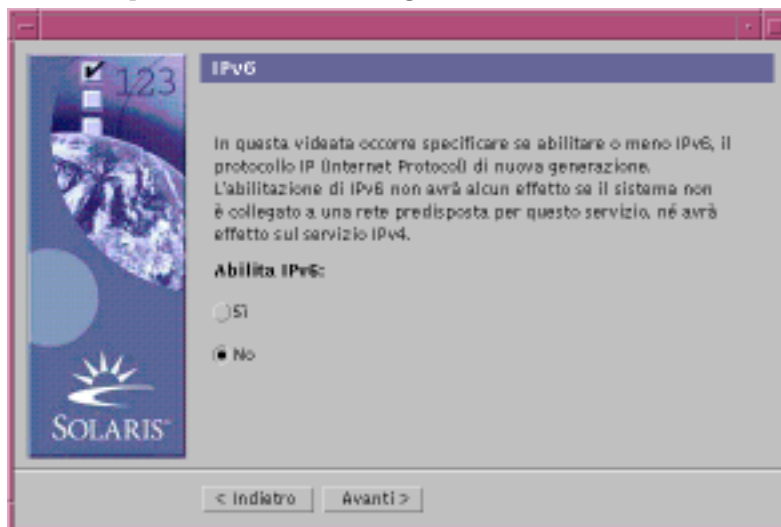 123
IPv6
In questa videata occorre specificare se abilitare o meno IPv6, il
protocollo IP (Internet Protocol) di nuova generazione.
L'abilitazione di IPv6 non avrà alcun effetto se il sistema non
è collegato a una rete predisposta per questo servizio, né avrà
effetto sul servizio IPv4.
Abilita IPv6:
Sì
No
SOLARIS™
< Indietro
Avanti >